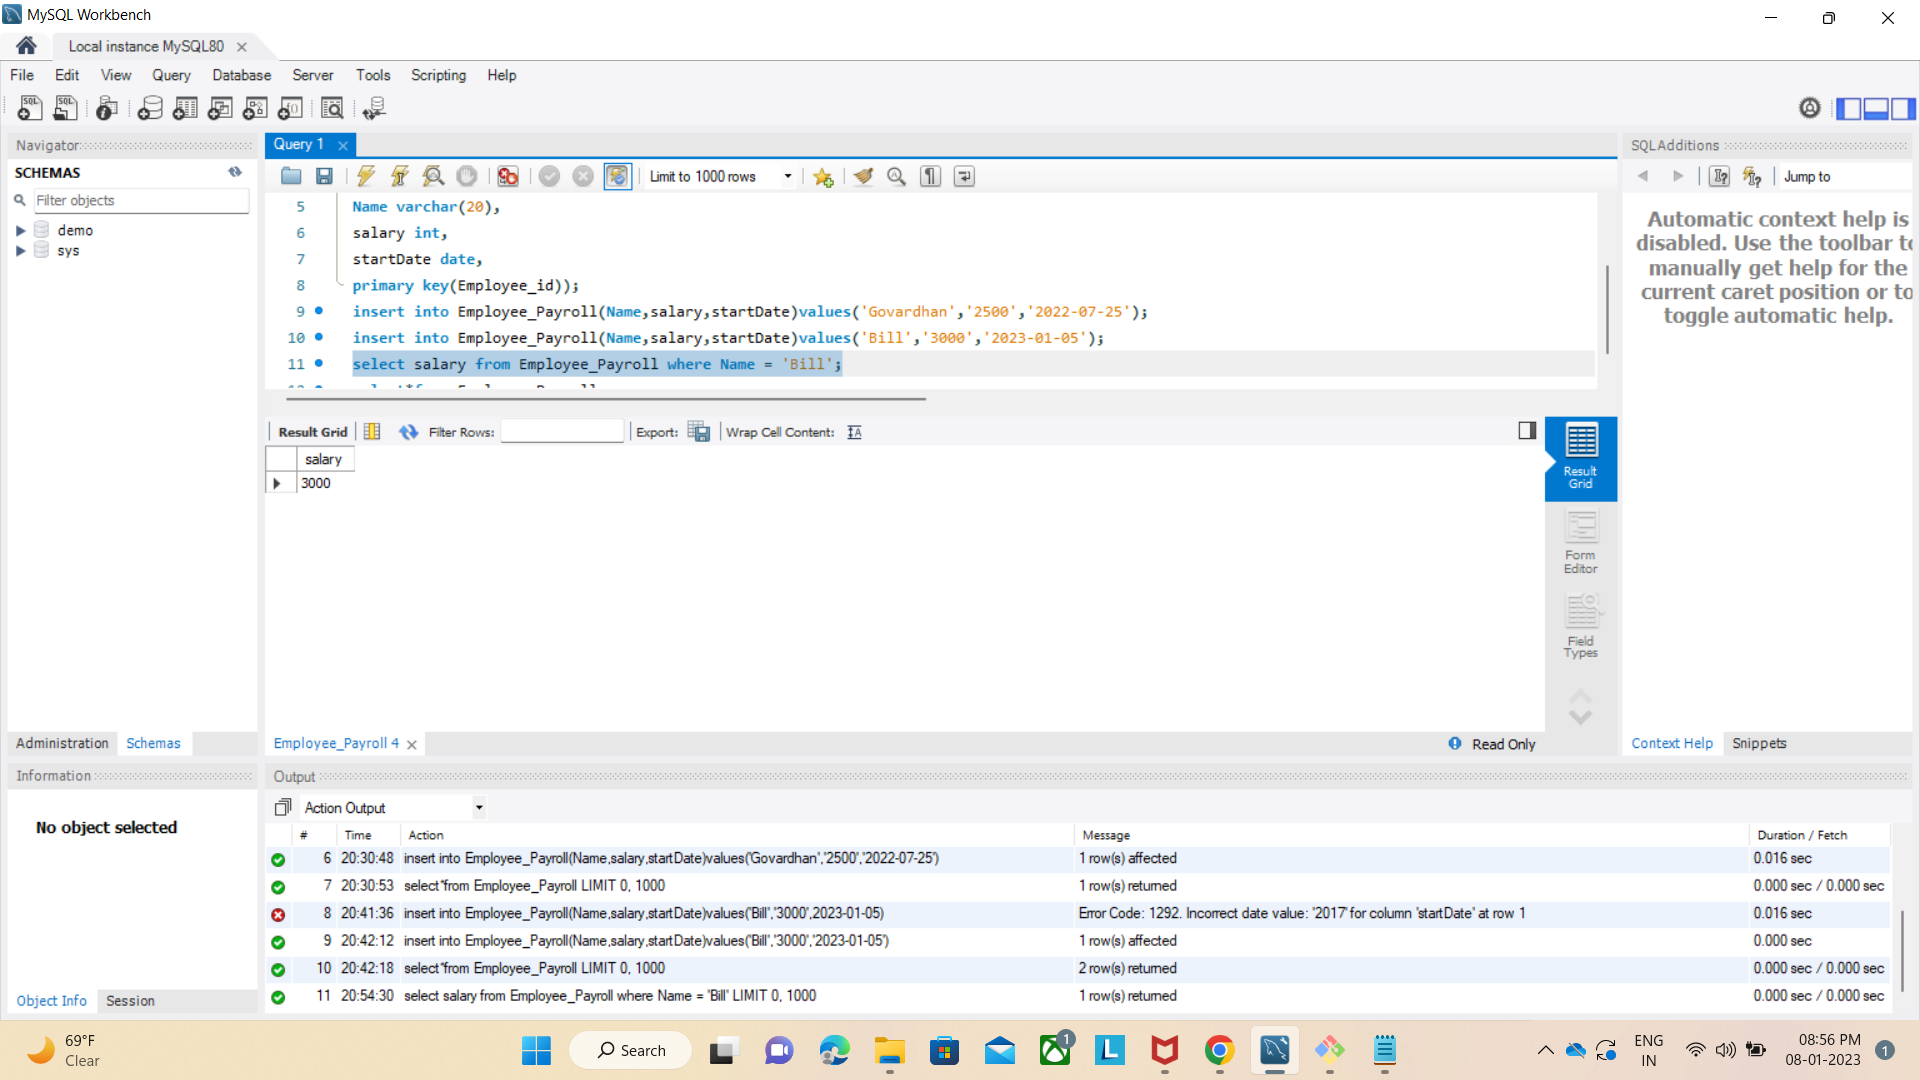 MySQL Workbench
Local instance MySQL80
File Edit View Query Database Server Tools Scripting Help
Navigator
SCHEMAS
Filter objects
demo
sys
Administration Schemas
Information
No object selected
Object Info Session
Query 1
Limit to 1000 rows
5 Name varchar(20),
6 salary int,
7 startDate date,
8 primary key(Employee_id));
9 insert into Employee_Payroll(Name,salary,startDate)values('Govardhan','2500','2022-07-25');
10 insert into Employee_Payroll(Name,salary,startDate)values('Bill','3000','2023-01-05');
11 select salary from Employee_Payroll where Name = 'Bill';
Result Grid Filter Rows: Export: Wrap Cell Content:
salary
3000
Result Grid
Form Editor
Field Types
Employee_Payroll 4
Read Only
SQLAdditions
Jump to
Automatic context help is
disabled. Use the toolbar to
manually get help for the
current caret position or to
toggle automatic help.
Context Help Snippets
Output
Action Output
# Time Action Message Duration / Fetch
6 20:30:48 insert into Employee_Payroll(Name,salary,startDate)values('Govardhan','2500','2022-07-25') 1 row(s) affected 0.016 sec
7 20:30:53 select*from Employee_Payroll LIMIT 0, 1000 1 row(s) returned 0.000 sec / 0.000 sec
8 20:41:36 insert into Employee_Payroll(Name,salary,startDate)values('Bill','3000',2023-01-05) Error Code: 1292. Incorrect date value: '2017' for column 'startDate' at row 1 0.016 sec
9 20:42:12 insert into Employee_Payroll(Name,salary,startDate)values('Bill','3000','2023-01-05') 1 row(s) affected 0.000 sec
10 20:42:18 select*from Employee_Payroll LIMIT 0, 1000 2 row(s) returned 0.000 sec / 0.000 sec
11 20:54:30 select salary from Employee_Payroll where Name = 'Bill' LIMIT 0, 1000 1 row(s) returned 0.000 sec / 0.000 sec
69°F
Clear
Search
1
L
ENG
IN
08:56 PM
08-01-2023
1